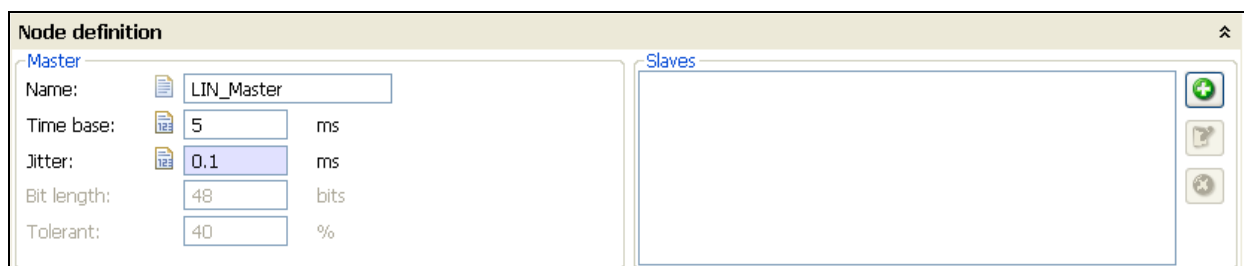 Node definition
Master
Name: LIN_Master
Time base: 5 ms
Jitter: 0.1 ms
Bit length: 48 bits
Tolerant: 40 %
Slaves